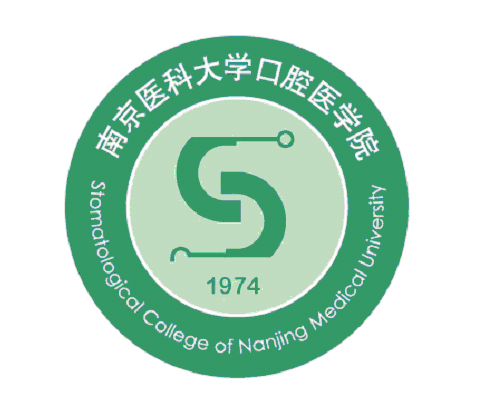 南京医科大学口腔医学院
1974
Stomatological College of Nanjing Medical University